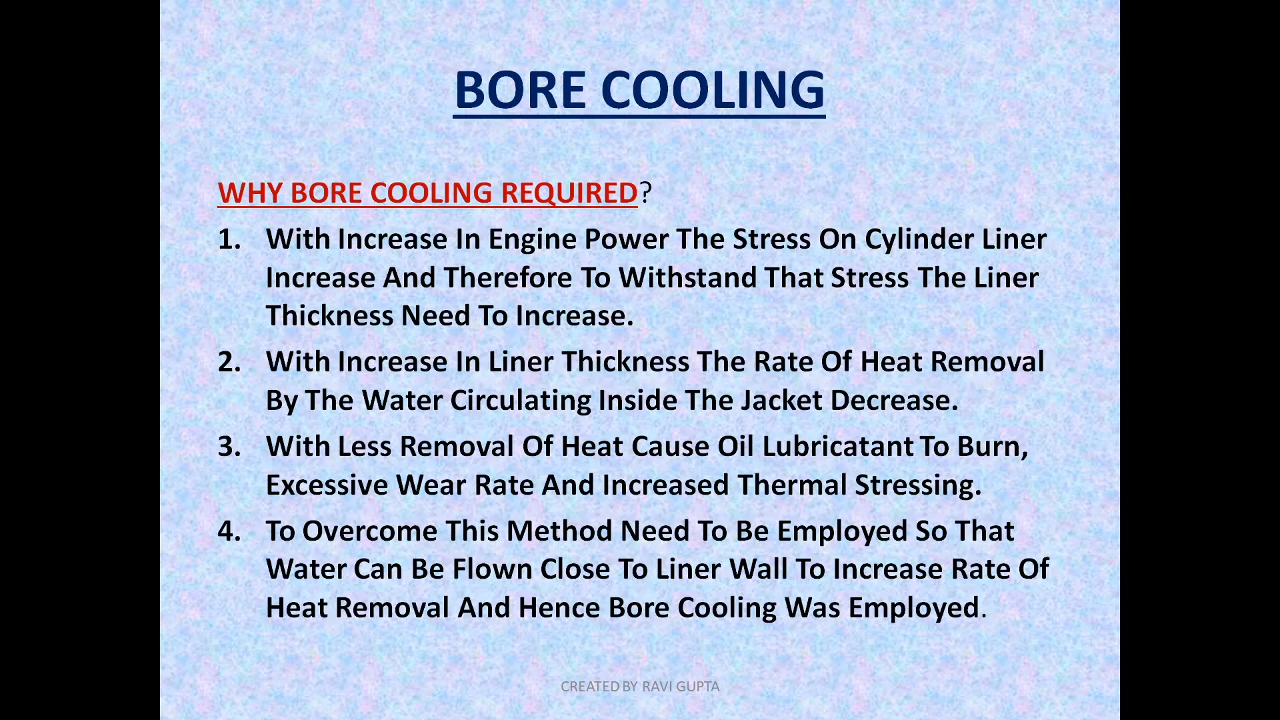 BORE COOLING
WHY BORE COOLING REQUIRED?
1. With Increase In Engine Power The Stress On Cylinder Liner
Increase And Therefore To Withstand That Stress The Liner
Thickness Need To Increase.
2. With Increase In Liner Thickness The Rate Of Heat Removal
By The Water Circulating Inside The Jacket Decrease.
3. With Less Removal Of Heat Cause Oil Lubricatant To Burn,
Excessive Wear Rate And Increased Thermal Stressing.
4. To Overcome This Method Need To Be Employed So That
Water Can Be Flown Close To Liner Wall To Increase Rate Of
Heat Removal And Hence Bore Cooling Was Employed.
CREATED BY RAVI GUPTA